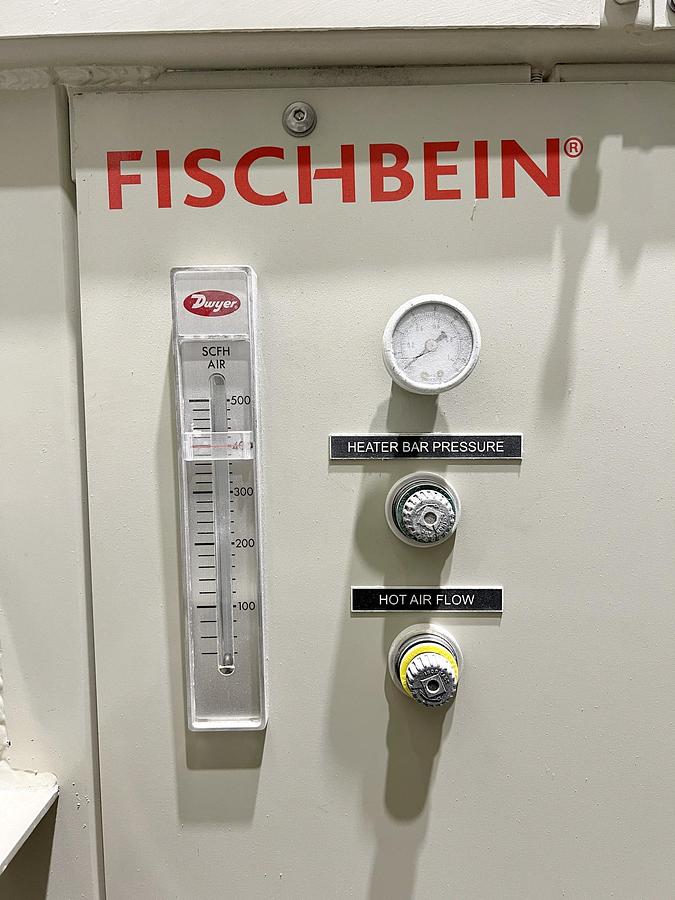 FISCHBEIN®
Dwyer®
SCFH
AIR
500
300
200
100
HEATER BAR PRESSURE
HOT AIR FLOW